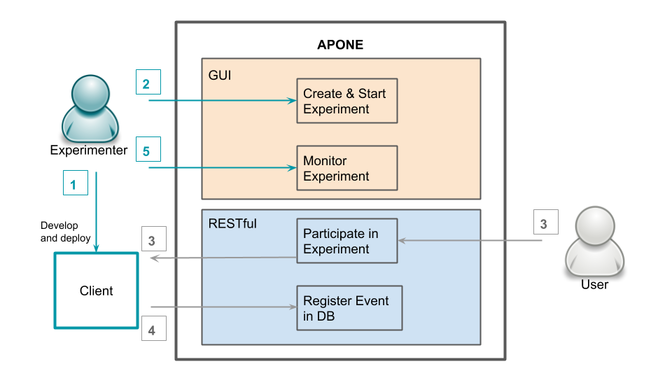 APONE
GUI
2
Create & Start
Experiment
Experimenter
5
Monitor
Experiment
1
Develop
and deploy
RESTful
3
Participate in
Experiment
3
User
Client
4
Register Event
in DB